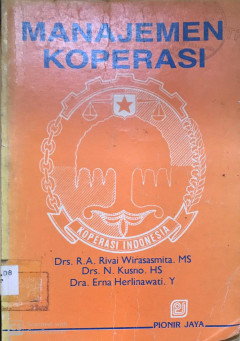 MANAJEMEN
KOPERASI
KOPERASI INDONESIA
Drs. R.A. Rivai Wirasasmita. MS
Drs. N. Kusno. HS
Dra. Erna Herlinawati. Y
PIONIR JAYA